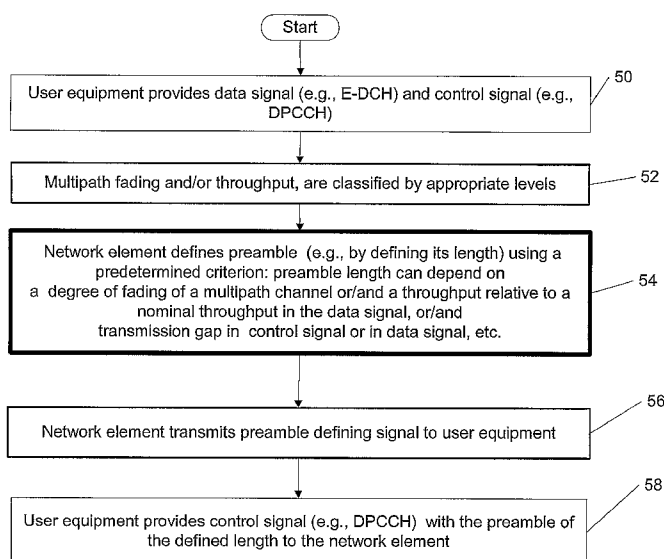 Start
User equipment provides data signal (e.g., E-DCH) and control signal (e.g.,
DPCCH)
50
Multipath fading and/or throughput, are classified by appropriate levels
52
Network element defines preamble (e.g., by defining its length) using a
predetermined criterion: preamble length can depend on
a degree of fading of a multipath channel or/and a throughput relative to a
nominal throughput in the data signal, or/and
transmission gap in control signal or in data signal, etc.
54
Network element transmits preamble defining signal to user equipment
56
User equipment provides control signal (e.g., DPCCH) with the preamble of
the defined length to the network element
58